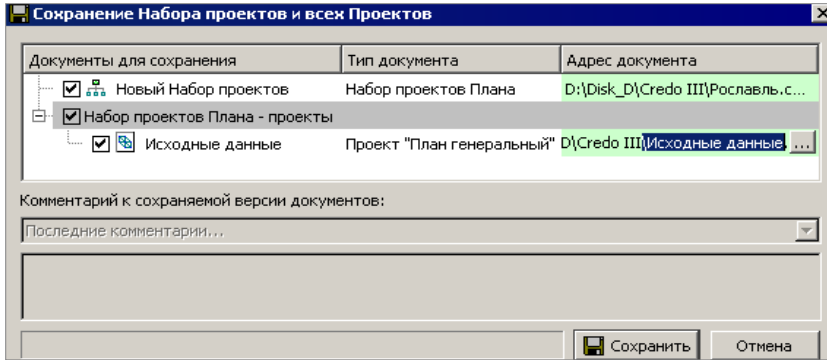 Сохранение Набора проектов и всех Проектов
Документы для сохранения Тип документа Адрес документа
Новый Набор проектов Набор проектов Плана D:\Disk_D\Credo III\Рославль.с...
Набор проектов Плана - проекты
Исходные данные Проект "План генеральный" D\Credo III\Исходные данные. ...
Комментарий к сохраняемой версии документов:
Последние комментарии...
Сохранить Отмена